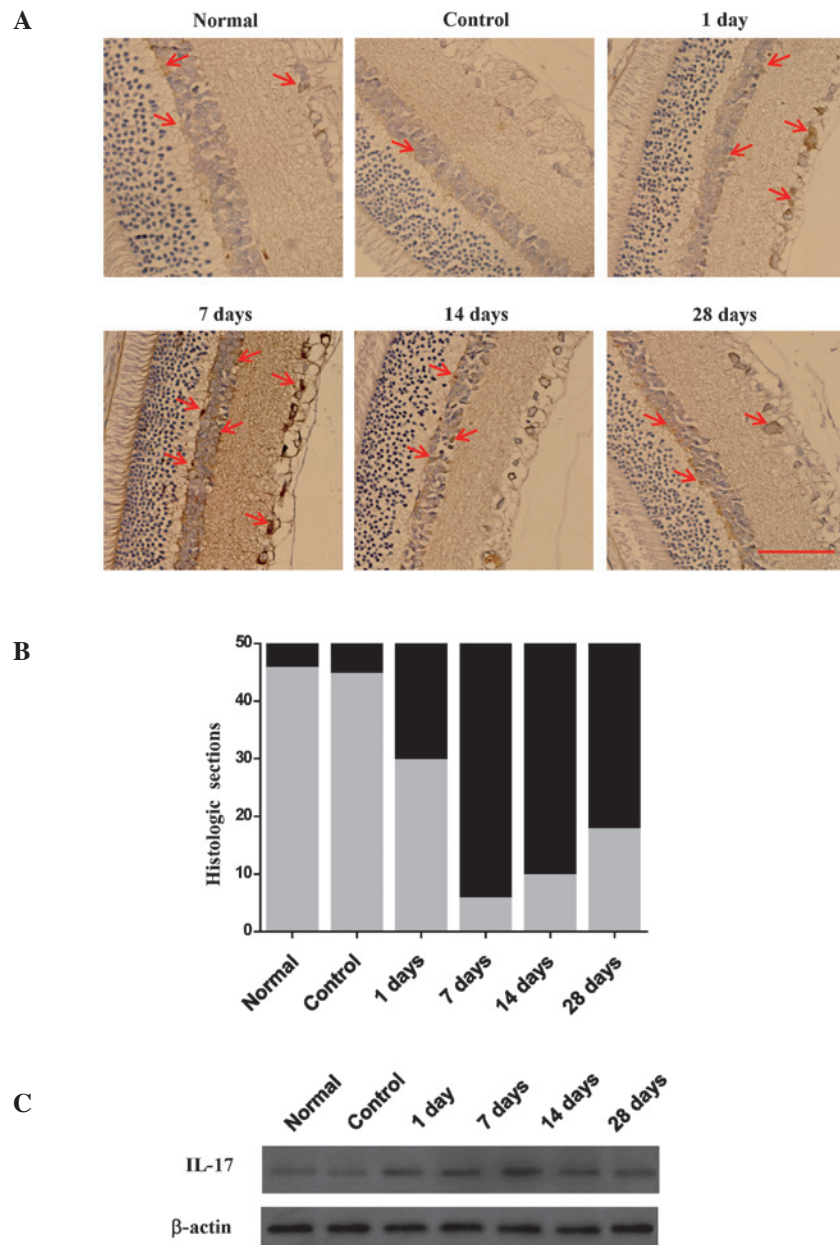 A
Normal Control 1 day
7 days 14 days 28 days
B
Histologic sections
50
40
30
20
10
0
Normal Control 1 days 7 days 14 days 28 days
C
Normal Control 1 day 7 days 14 days 28 days
IL-17
β-actin